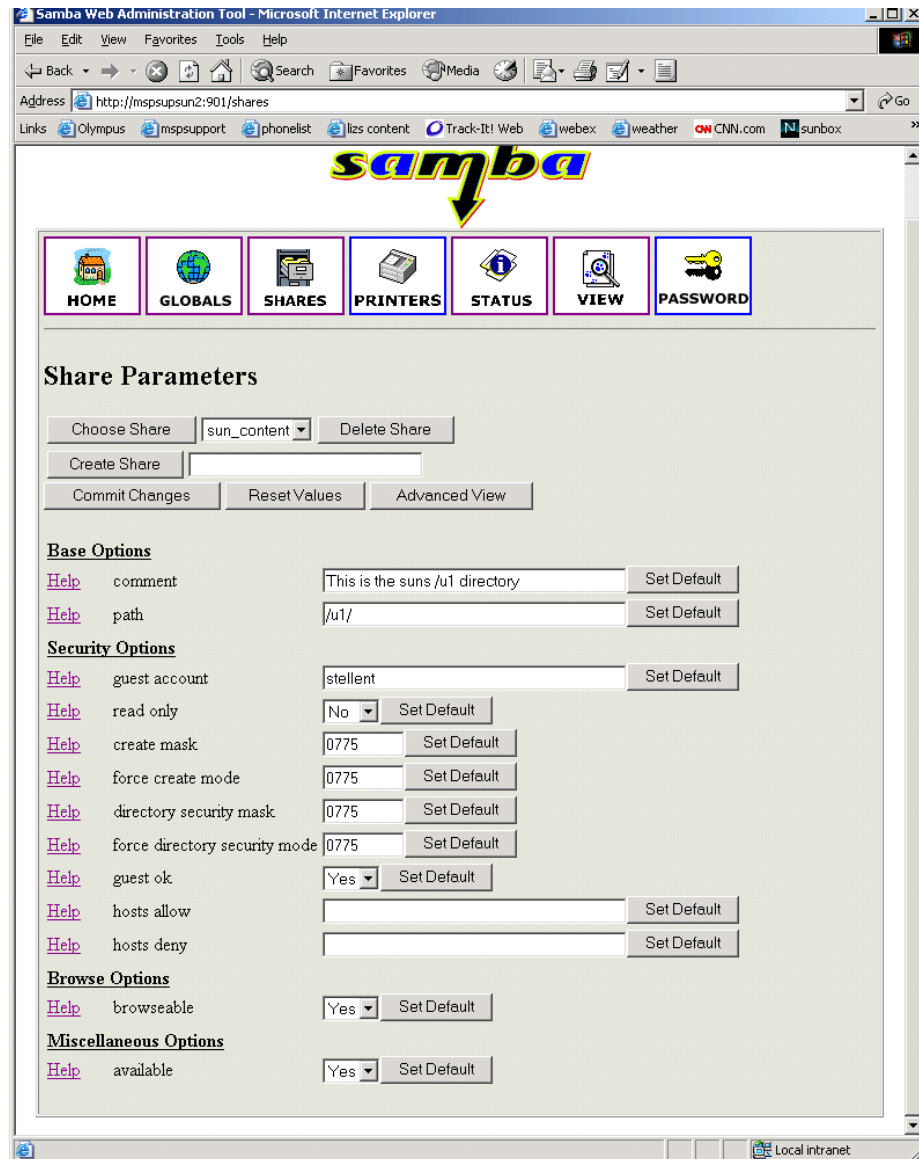 Samba Web Administration Tool - Microsoft Internet Explorer
File Edit View Favorites Tools Help
Back Search Favorites Media
Address http://mspsupsun2:901/shares Go
Links Olympus mspsupport phonelist lizs content Track-It! Web webex weather CNN.com sunbox »
samba
HOME GLOBALS SHARES PRINTERS STATUS VIEW PASSWORD
Share Parameters
Choose Share sun_content Delete Share
Create Share
Commit Changes Reset Values Advanced View
Base Options
Help comment This is the suns /u1 directory Set Default
Help path /u1/ Set Default
Security Options
Help guest account stellent Set Default
Help read only No Set Default
Help create mask 0775 Set Default
Help force create mode 0775 Set Default
Help directory security mask 0775 Set Default
Help force directory security mode 0775 Set Default
Help guest ok Yes Set Default
Help hosts allow Set Default
Help hosts deny Set Default
Browse Options
Help browseable Yes Set Default
Miscellaneous Options
Help available Yes Set Default
Local intranet